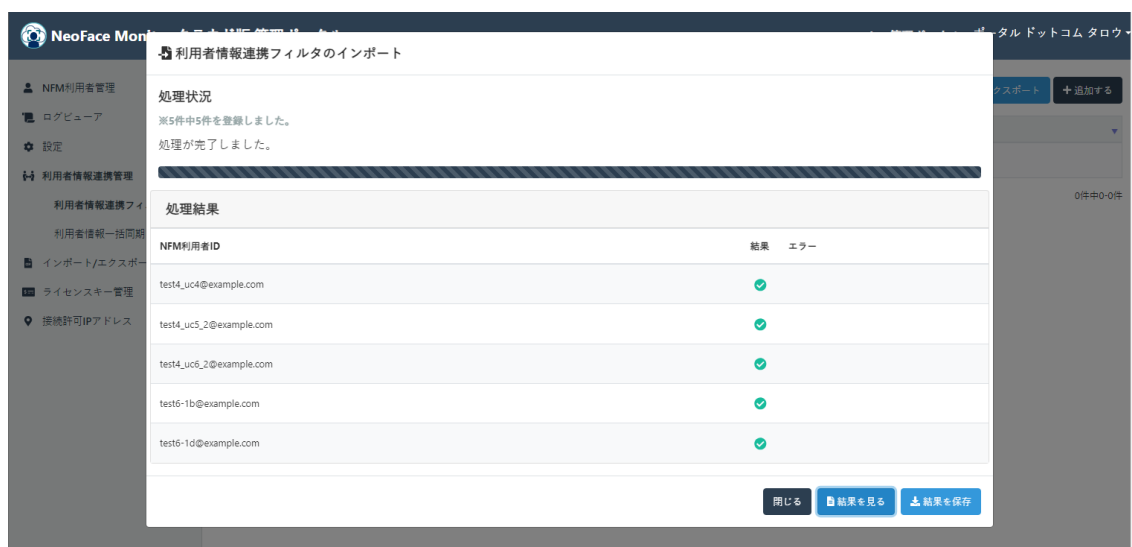 NeoFace Mon
タル ドットコム タロウ
利用者情報連携フィルタのインポート
NFM利用者管理
ログビューア
設定
利用者情報連携管理
利用者情報連携フィ
利用者情報一括同期
インポート/エクスポー
ライセンスキー管理
接続許可IPアドレス
クスポート
追加する
0件中0-0件
処理状況
※5件中5件を登録しました。
処理が完了しました。
処理結果
NFM利用者ID 結果 エラー
test4_uc4@example.com
test4_uc5_2@example.com
test4_uc6_2@example.com
test6-1b@example.com
test6-1d@example.com
閉じる
結果を見る
結果を保存